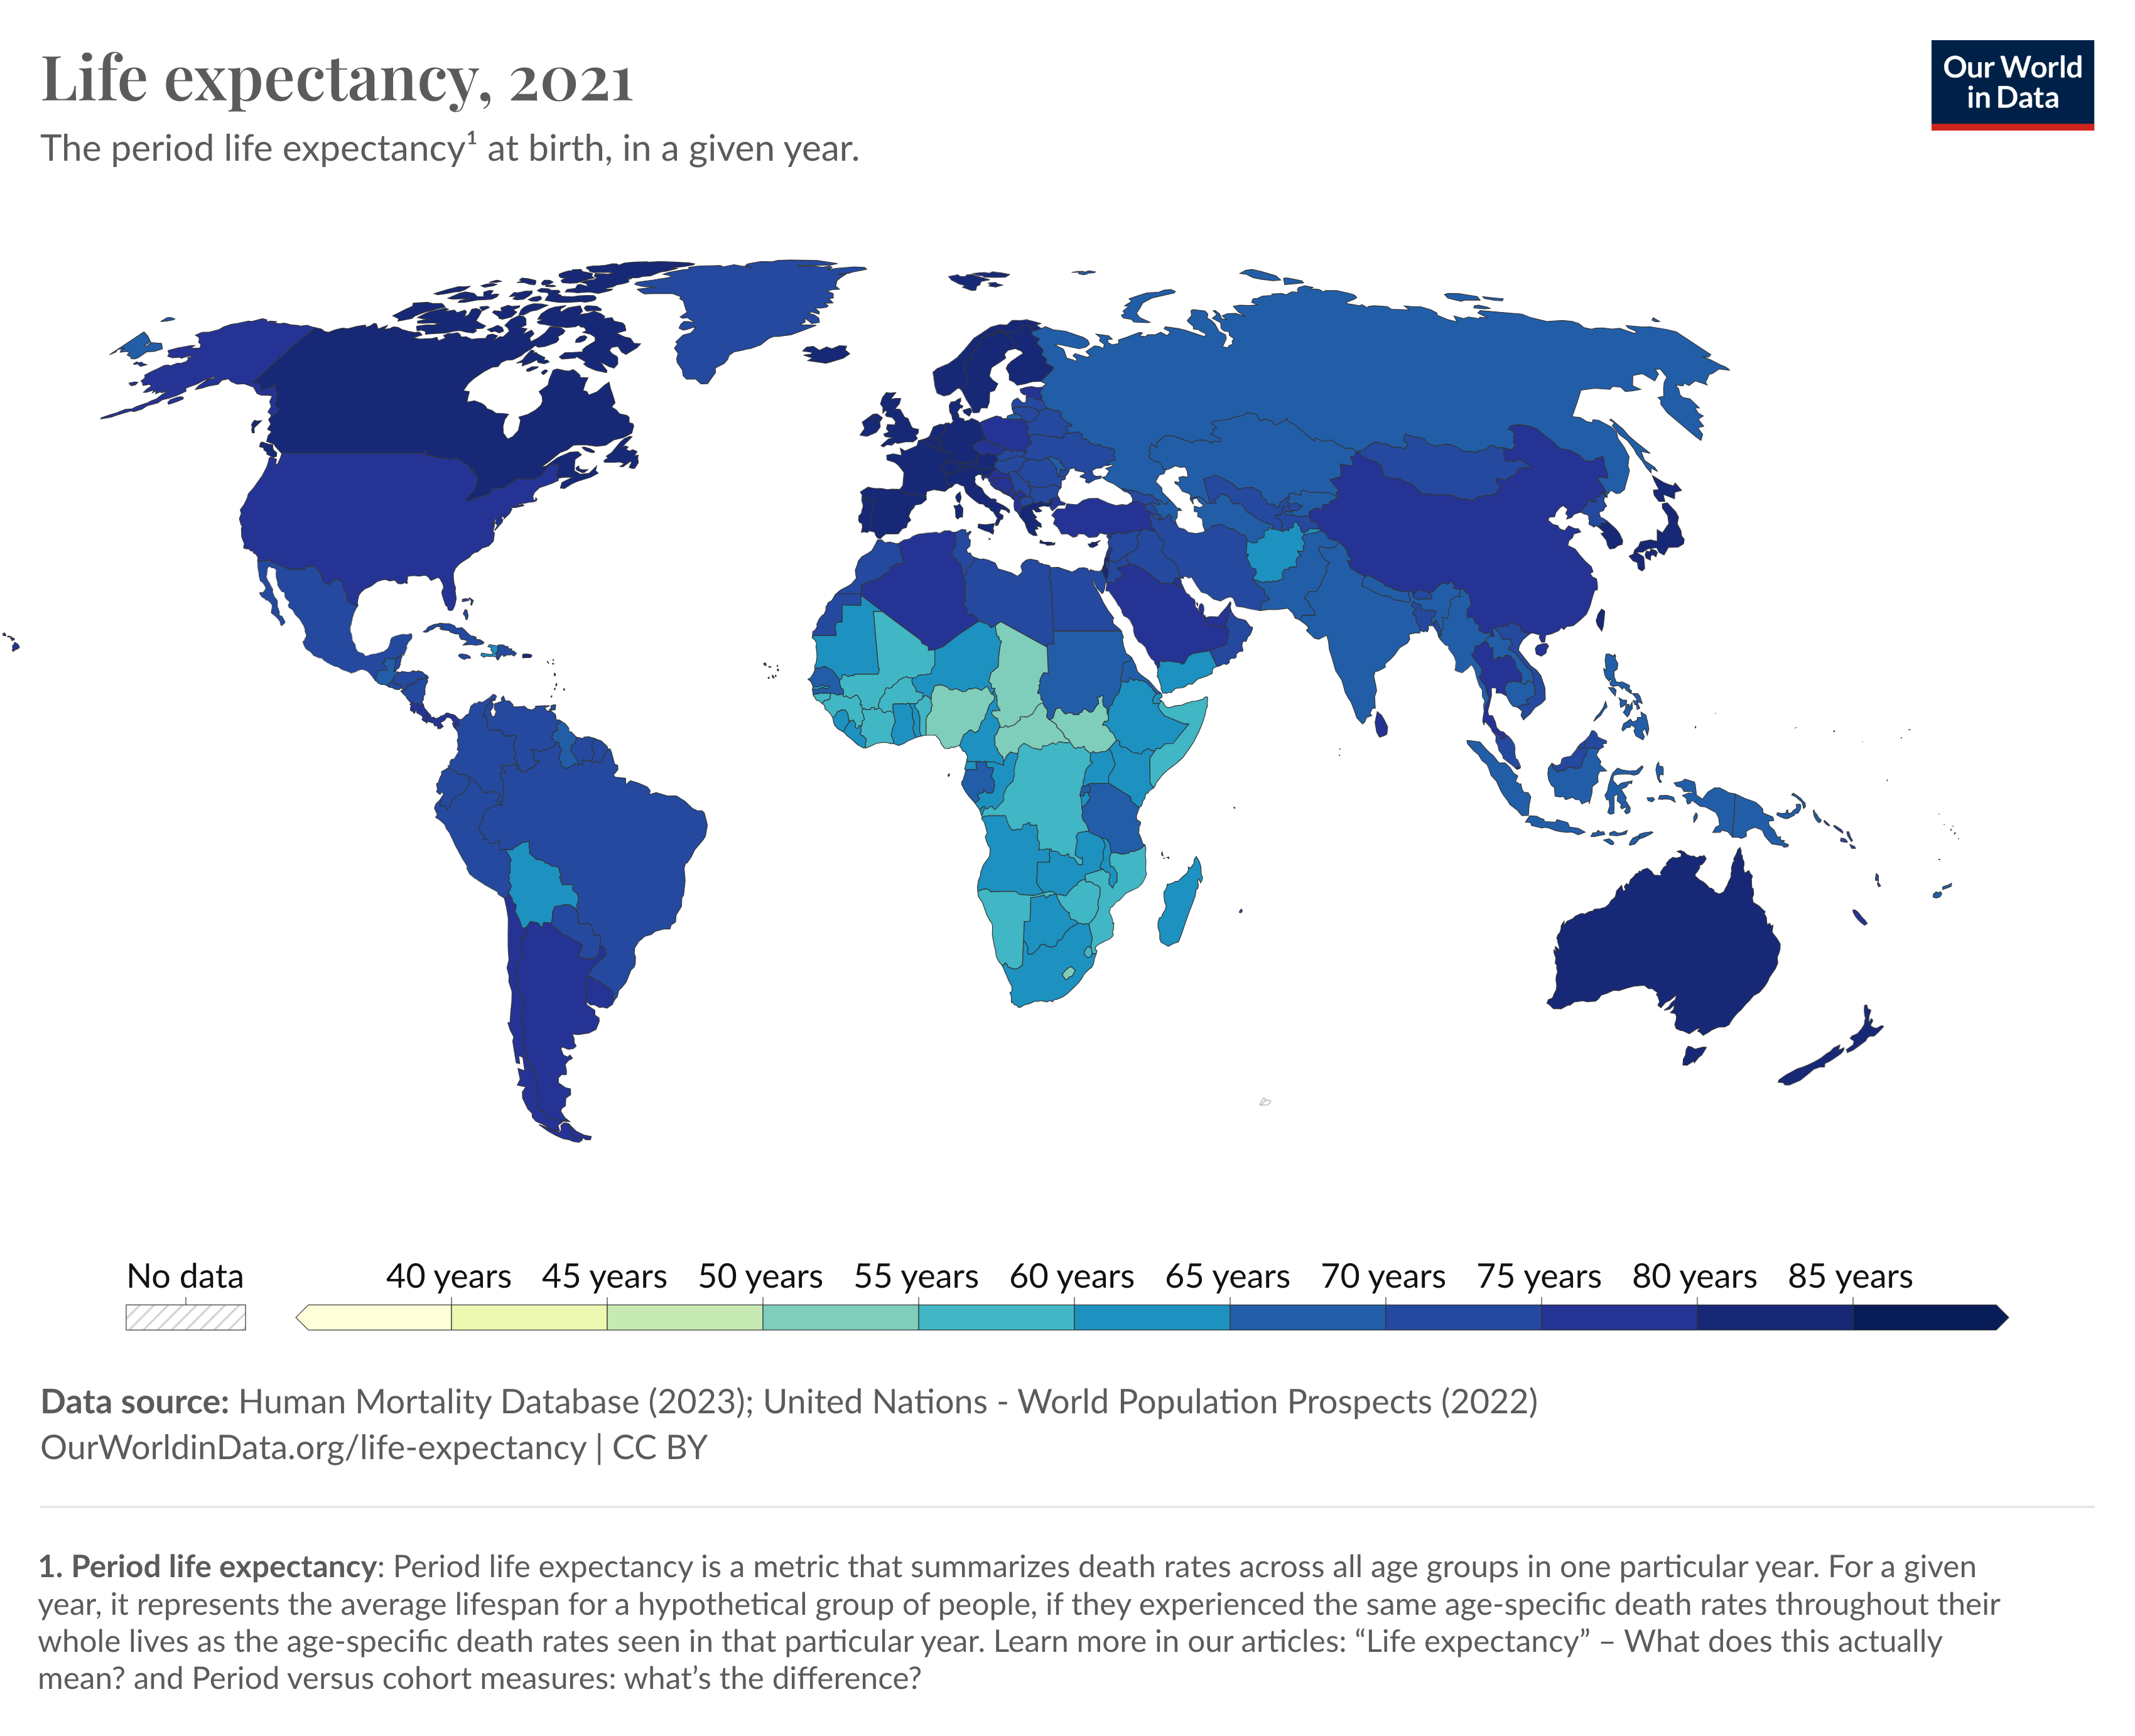 Life expectancy, 2021
Our World
in Data
The period life expectancy¹ at birth, in a given year.
No data
40 years
45 years
50 years
55 years
60 years
65 years
70 years
75 years
80 years
85 years
Data source: Human Mortality Database (2023); United Nations - World Population Prospects (2022)
OurWorldinData.org/life-expectancy | CC BY
1. Period life expectancy: Period life expectancy is a metric that summarizes death rates across all age groups in one particular year. For a given
year, it represents the average lifespan for a hypothetical group of people, if they experienced the same age-specific death rates throughout their
whole lives as the age-specific death rates seen in that particular year. Learn more in our articles: “Life expectancy” – What does this actually
mean? and Period versus cohort measures: what’s the difference?